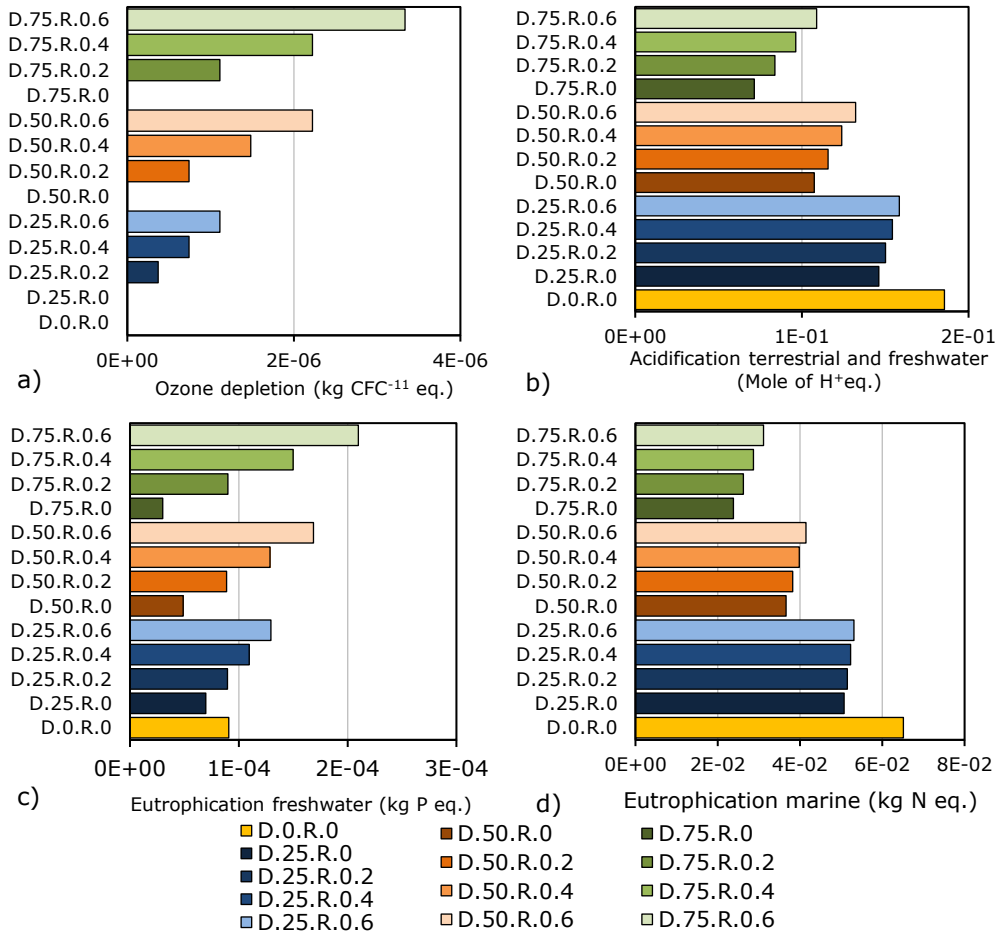 D.75.R.0.6
D.75.R.0.4
D.75.R.0.2
D.75.R.0
D.50.R.0.6
D.50.R.0.4
D.50.R.0.2
D.50.R.0
D.25.R.0.6
D.25.R.0.4
D.25.R.0.2
D.25.R.0
D.0.R.0
0E+00 2E-06 4E-06
a) Ozone depletion (kg CFC⁻¹¹ eq.)
D.75.R.0.6
D.75.R.0.4
D.75.R.0.2
D.75.R.0
D.50.R.0.6
D.50.R.0.4
D.50.R.0.2
D.50.R.0
D.25.R.0.6
D.25.R.0.4
D.25.R.0.2
D.25.R.0
D.0.R.0
0E+00 1E-01 2E-01
Acidification terrestrial and freshwater
b) (Mole of H⁺eq.)
D.75.R.0.6
D.75.R.0.4
D.75.R.0.2
D.75.R.0
D.50.R.0.6
D.50.R.0.4
D.50.R.0.2
D.50.R.0
D.25.R.0.6
D.25.R.0.4
D.25.R.0.2
D.25.R.0
D.0.R.0
0E+00 1E-04 2E-04 3E-04
c) Eutrophication freshwater (kg P eq.)
D.75.R.0.6
D.75.R.0.4
D.75.R.0.2
D.75.R.0
D.50.R.0.6
D.50.R.0.4
D.50.R.0.2
D.50.R.0
D.25.R.0.6
D.25.R.0.4
D.25.R.0.2
D.25.R.0
D.0.R.0
0E+00 2E-02 4E-02 6E-02 8E-02
d) Eutrophication marine (kg N eq.)
D.0.R.0
D.25.R.0
D.25.R.0.2
D.25.R.0.4
D.25.R.0.6
D.50.R.0
D.50.R.0.2
D.50.R.0.4
D.50.R.0.6
D.75.R.0
D.75.R.0.2
D.75.R.0.4
D.75.R.0.6